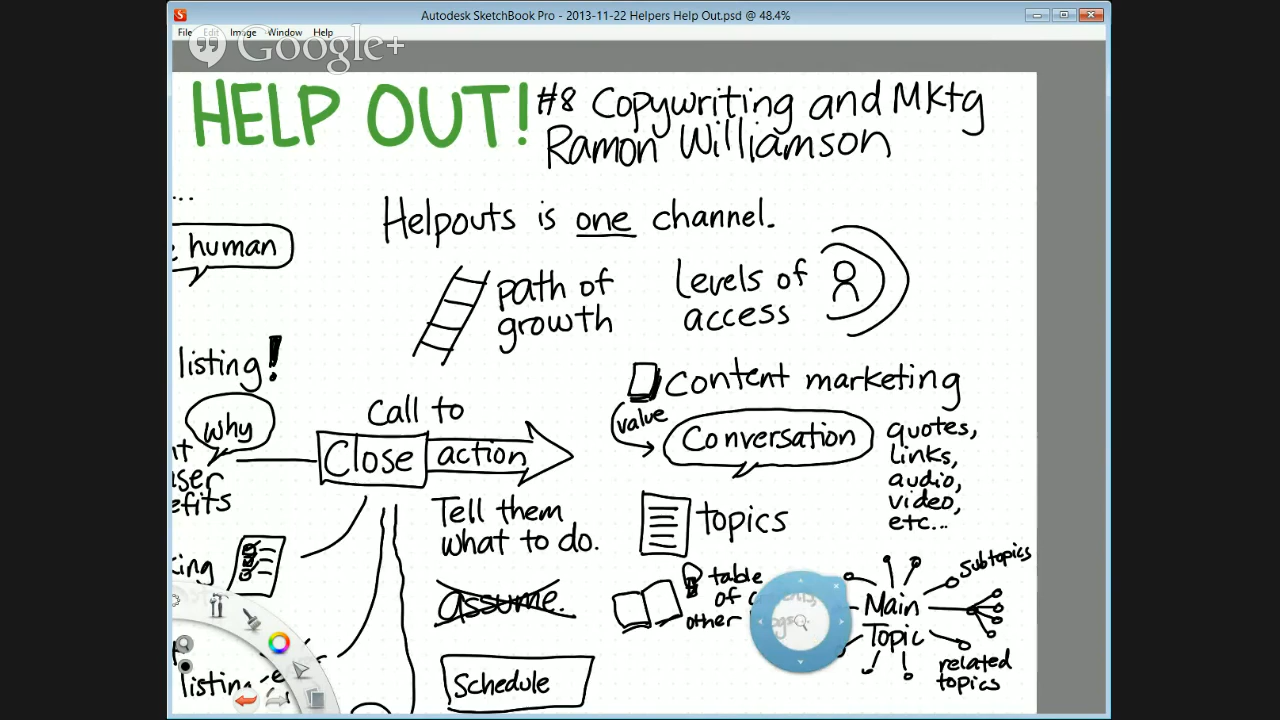 Autodesk SketchBook Pro - 2013-11-22 Helpers Help Out.psd @ 48.4%
File Edit Image Window Help
Google+
HELP OUT!
#8 Copywriting and Mktg
Ramon Williamson
...
human
Helpouts is one channel.
path of
growth
levels of
access
listing!
why
efits
Call to
Close action
Tell them
what to do.
assume.
Schedule
content marketing
value
Conversation
quotes,
links,
audio,
video,
etc...
topics
table
of
other
Main
Topic
subtopics
related
topics
king
listing